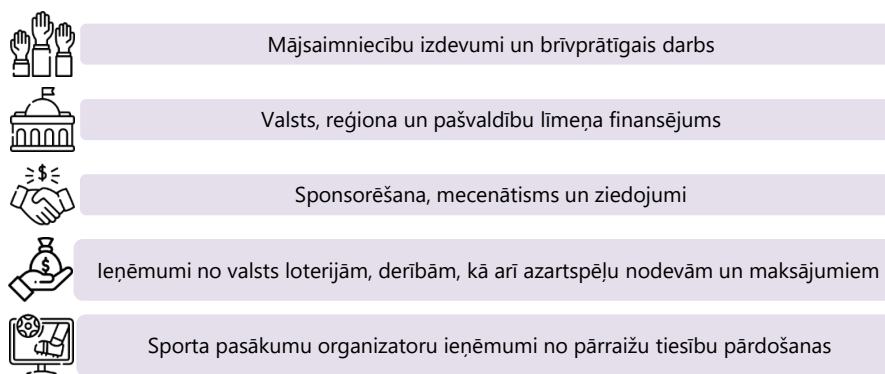 Mājsaimniecību izdevumi un brīvprātīgais darbs
Valsts, reģiona un pašvaldību līmeņa finansējums
Sponsorēšana, mecenātisms un ziedojumi
Ieņēmumi no valsts loterijām, derībām, kā arī azartspēļu nodevām un maksājumiem
Sporta pasākumu organizatoru ieņēmumi no pārraižu tiesību pārdošanas